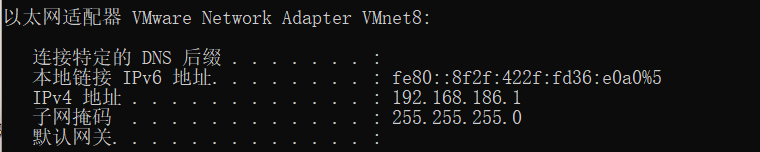 以太网适配器 VMware Network Adapter VMnet8:
连接特定的 DNS 后缀 . . . . . . . :
本地链接 IPv6 地址. . . . . . . . : fe80::8f2f:422f:fd36:e0a0%5
IPv4 地址 . . . . . . . . . . . . : 192.168.186.1
子网掩码  . . . . . . . . . . . . : 255.255.255.0
默认网关. . . . . . . . . . . . . :